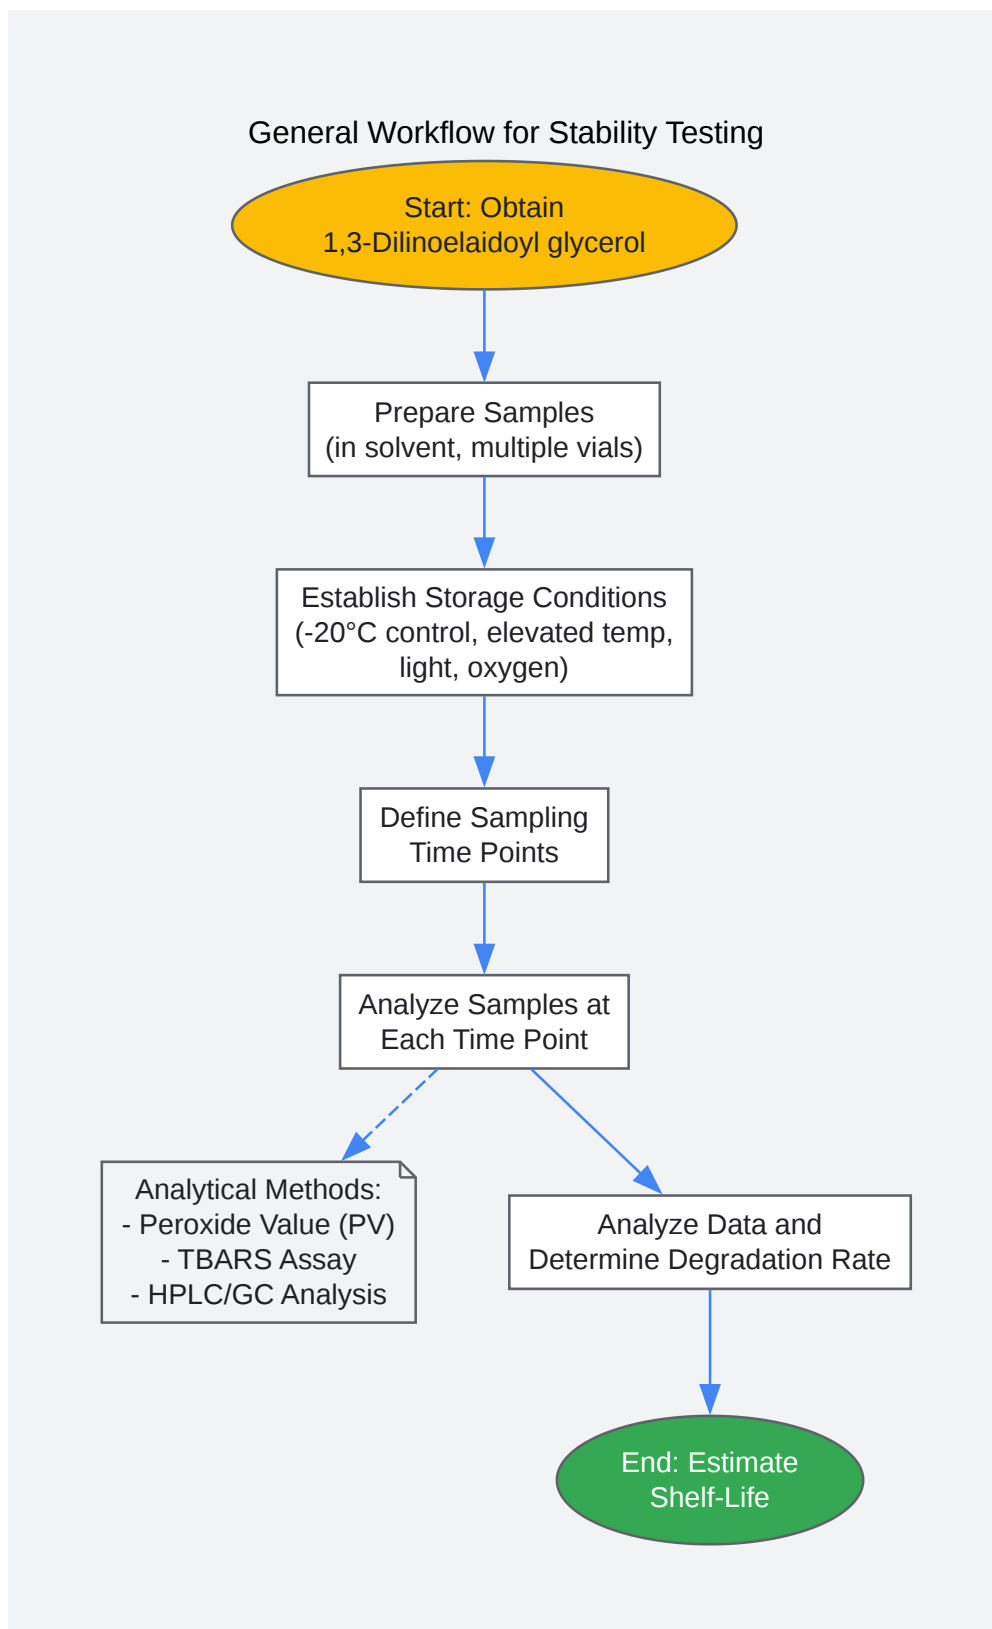 General Workflow for Stability Testing
Start: Obtain
1,3-Dilinoelaidoyl glycerol
Prepare Samples
(in solvent, multiple vials)
Establish Storage Conditions
(-20°C control, elevated temp,
light, oxygen)
Define Sampling
Time Points
Analyze Samples at
Each Time Point
Analytical Methods:
- Peroxide Value (PV)
- TBARS Assay
- HPLC/GC Analysis
Analyze Data and
Determine Degradation Rate
End: Estimate
Shelf-Life